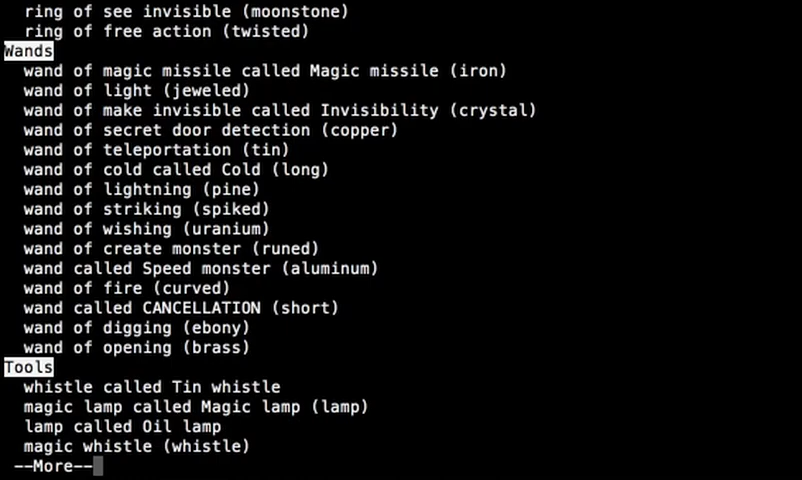 ring of see invisible (moonstone)
ring of free action (twisted)
Wands
wand of magic missile called Magic missile (iron)
wand of light (jeweled)
wand of make invisible called Invisibility (crystal)
wand of secret door detection (copper)
wand of teleportation (tin)
wand of cold called Cold (long)
wand of lightning (pine)
wand of striking (spiked)
wand of wishing (uranium)
wand of create monster (runed)
wand called Speed monster (aluminum)
wand of fire (curved)
wand called CANCELLATION (short)
wand of digging (ebony)
wand of opening (brass)
Tools
whistle called Tin whistle
magic lamp called Magic lamp (lamp)
lamp called Oil lamp
magic whistle (whistle)
--More--